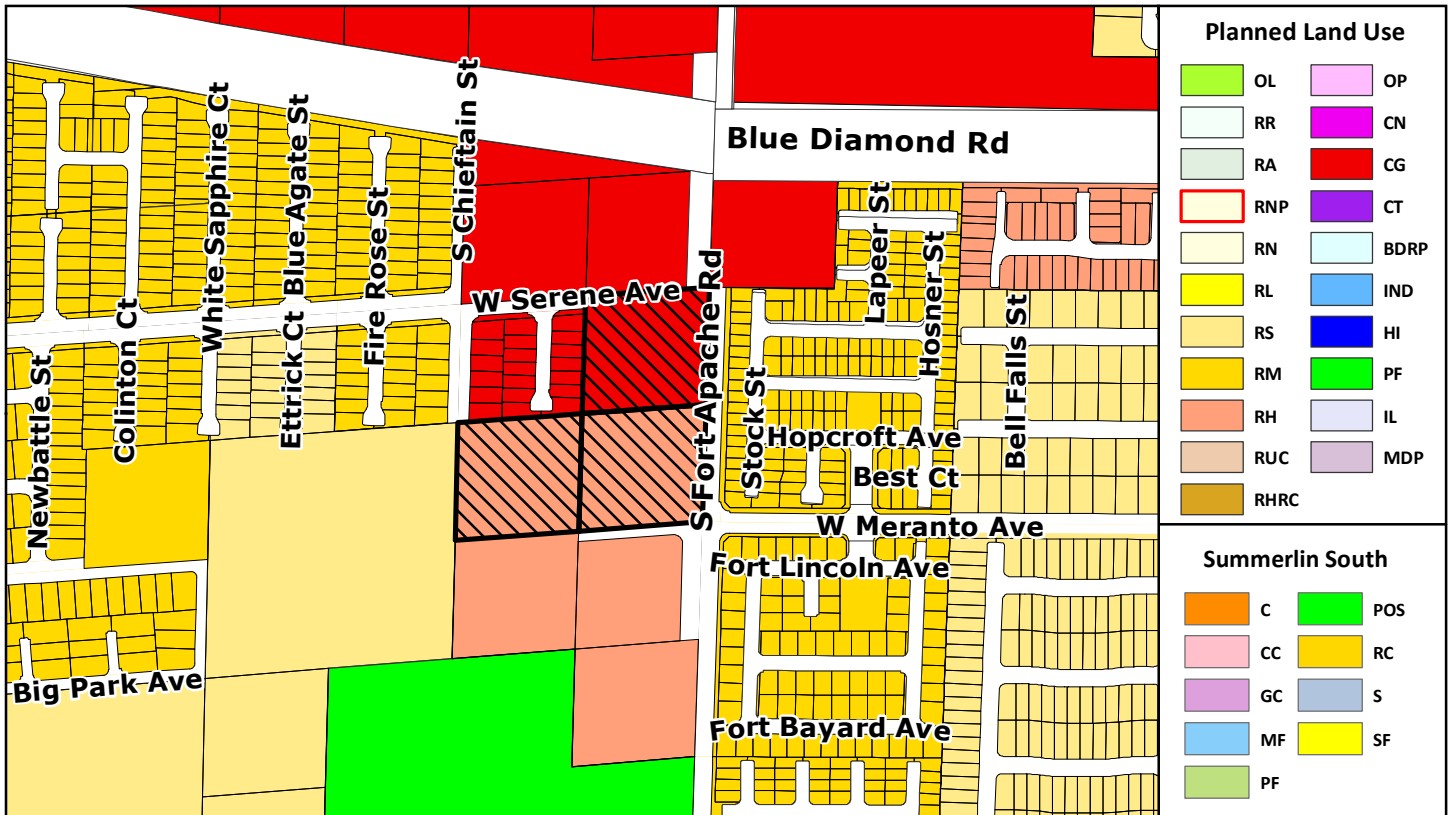 Blue Diamond Rd
S Chieftain St
White Sapphire Ct
Blue Agate St
Ettrick Ct
Fire Rose St
Colinton Ct
Newbattle St
W Serene Ave
S Fort Apache Rd
Lapeer St
Hosner St
Bell Falls St
Stock St
Hopcroft Ave
Best Ct
W Meranto Ave
Fort Lincoln Ave
Big Park Ave
Fort Bayard Ave
Planned Land Use
OL OP
RR CN
RA CG
RNP CT
RN BDRP
RL IND
RS HI
RM PF
RH IL
RUC MDP
RHRC
Summerlin South
C POS
CC RC
GC S
MF SF
PF